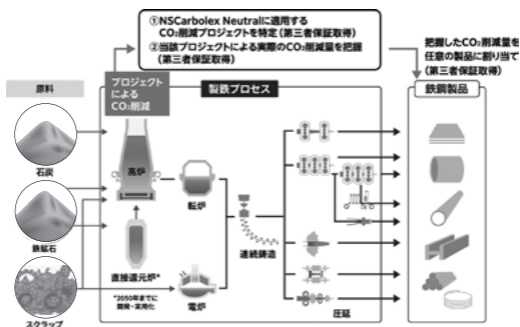 ①NSCarbolex Neutralに適用する
CO₂削減プロジェクトを特定（第三者保証取得）
②当該プロジェクトによる実際のCO₂削減量を把握
（第三者保証取得）
把握したCO₂削減量を
任意の製品に割り当て
（第三者保証取得）
原料
プロジェクト
による
CO₂削減
製鉄プロセス
鉄鋼製品
石炭
高炉
転炉
鉄鉱石
連続鋳造
直接還元炉*
*2050年までに
開発・実用化
電炉
スクラップ
圧延